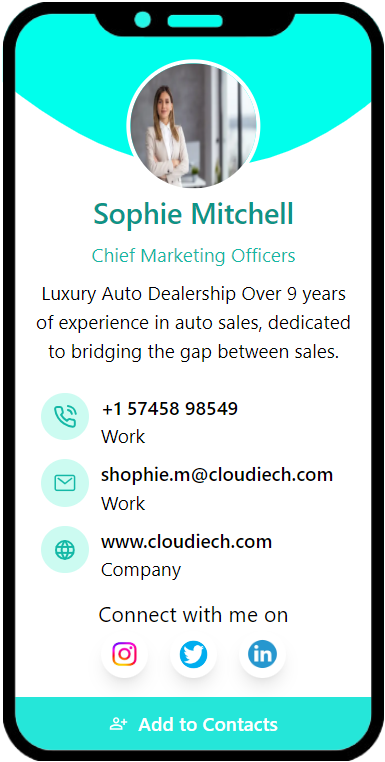 Sophie Mitchell
Chief Marketing Officers
Luxury Auto Dealership Over 9 years
of experience in auto sales, dedicated
to bridging the gap between sales.
+1 57458 98549
Work
shophie.m@cloudiech.com
Work
www.cloudiech.com
Company
Connect with me on
in
Add to Contacts